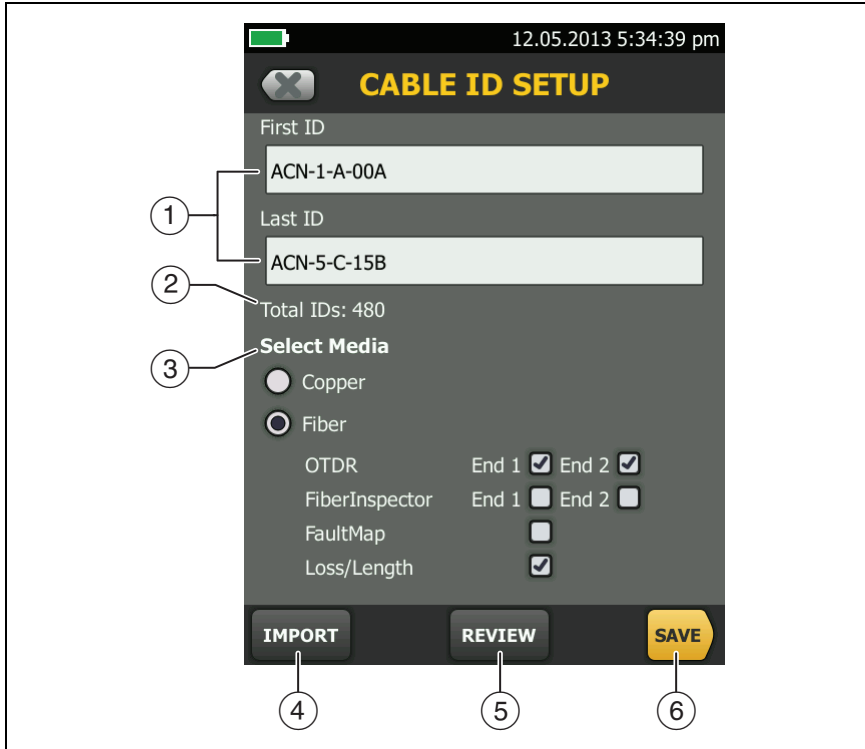 12.05.2013 5:34:39 pm
CABLE ID SETUP
First ID
ACN-1-A-00A
1
Last ID
ACN-5-C-15B
2
Total IDs: 480
Select Media
3
Copper
Fiber
OTDR End 1 End 2
FiberInspector End 1 End 2
FaultMap
Loss/Length
IMPORT REVIEW SAVE
4 5 6